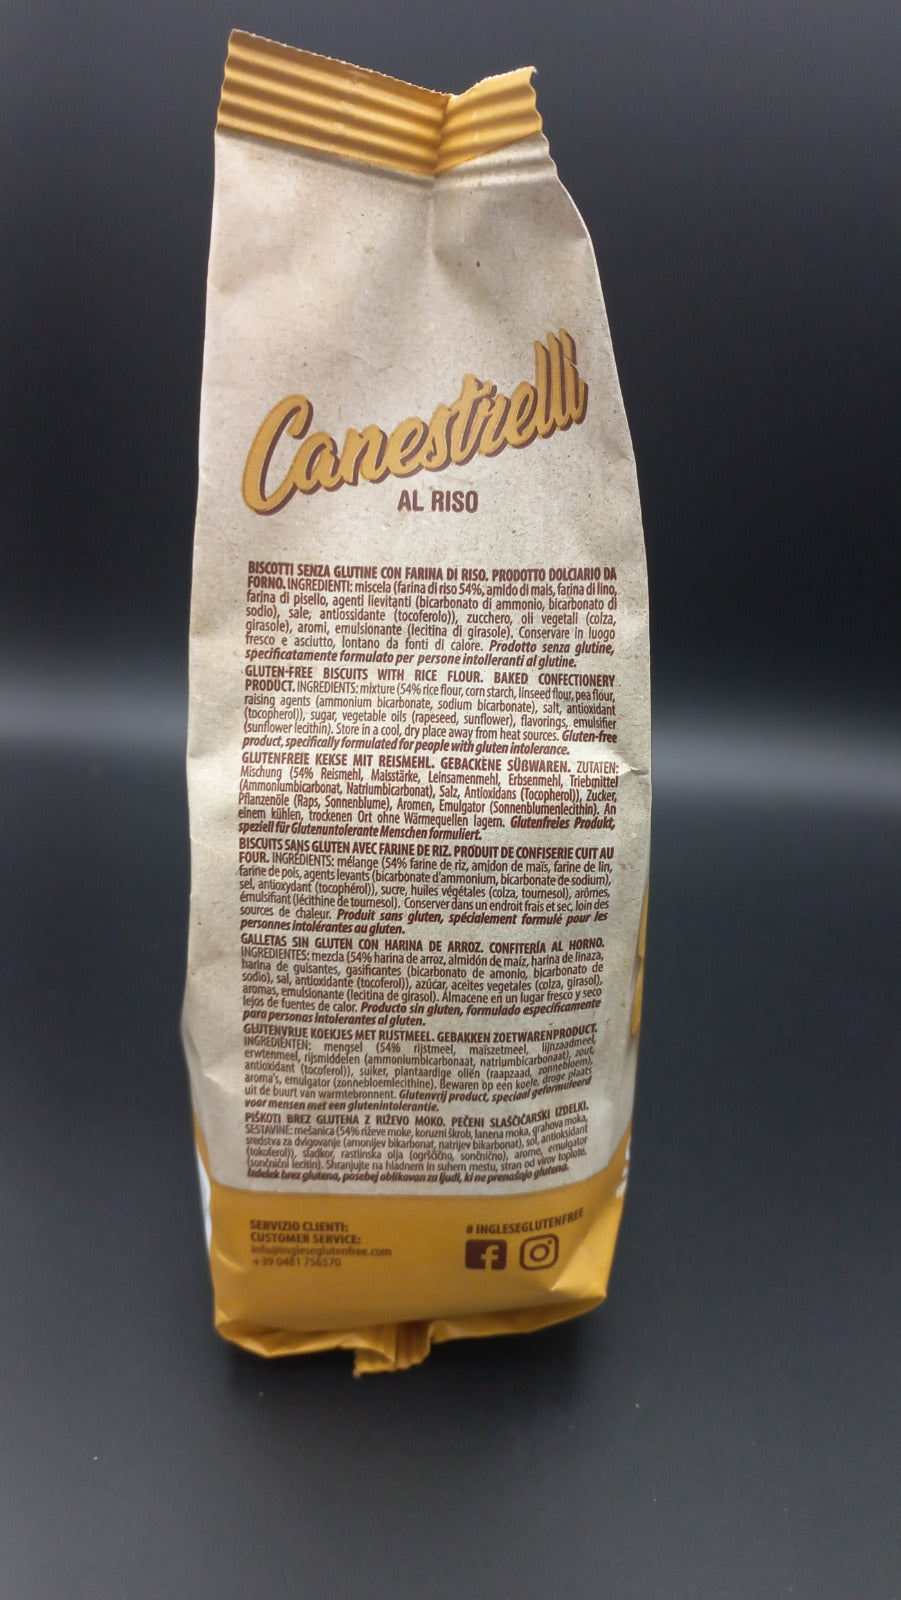 Canestrelli
AL RISO
BISCOTTI SENZA GLUTINE CON FARINA DI RISO. PRODOTTO DOLCIARIO DA
FORNO. INGREDIENTI: miscela (farina di riso 54%, amido di mais, farina di lino,
farina di pisello, agenti lievitanti (bicarbonato di ammonio, bicarbonato di
sodio), sale, antiossidante (tocoferolo)), zucchero, oli vegetali (colza,
girasole), aromi, emulsionante (lecitina di girasole). Conservare in luogo
fresco e asciutto, lontano da fonti di calore. Prodotto senza glutine,
specificatamente formulato per persone intolleranti al glutine.
GLUTEN-FREE BISCUITS WITH RICE FLOUR. BAKED CONFECTIONERY
PRODUCT. INGREDIENTS: mixture (54% rice flour, corn starch, linseed flour, pea flour,
raising agents (ammonium bicarbonate, sodium bicarbonate), salt, antioxidant
(tocopherol)), sugar, vegetable oils (rapeseed, sunflower), flavorings, emulsifier
(sunflower lecithin). Store in a cool, dry place away from heat sources. Gluten-free
product, specifically formulated for people with gluten intolerance.
GLUTENFREIE KEKSE MIT REISMEHL. GEBACKENE SÜßWAREN. ZUTATEN:
Mischung (54% Reismehl, Maisstärke, Leinsamenmehl, Erbsenmehl, Triebmittel
(Ammoniumbicarbonat, Natriumbicarbonat), Salz, Antioxidans (Tocopherol)), Zucker,
Pflanzenöle (Raps, Sonnenblume), Aromen, Emulgator (Sonnenblumenlecithin). An
einem kühlen, trockenen Ort ohne Wärmequellen lagern. Glutenfreies Produkt,
speziell für Glutenuntolerante Menschen formuliert.
BISCUITS SANS GLUTEN AVEC FARINE DE RIZ. PRODUIT DE CONFISERIE CUIT AU
FOUR. INGRÉDIENTS: mélange (54% farine de riz, amidon de maïs, farine de lin,
farine de pois, agents levants (bicarbonate d'ammonium, bicarbonate de sodium),
sel, antioxydant (tocophérol)), sucre, huiles végétales (colza, tournesol), arômes,
émulsifiant (lécithine de tournesol). Conserver dans un endroit frais et sec, loin des
sources de chaleur. Produit sans gluten, spécialement formulé pour les
personnes intolérantes au gluten.
GALLETAS SIN GLUTEN CON HARINA DE ARROZ. CONFITERÍA AL HORNO.
INGREDIENTES: mezcla (54% harina de arroz, almidón de maíz, harina de linaza,
harina de guisantes, gasificantes (bicarbonato de amonio, bicarbonato de
sodio), sal, antioxidante (tocoferol)), azúcar, aceites vegetales (colza, girasol),
aromas, emulsionante (lecitina de girasol). Almacene en un lugar fresco y seco
lejos de fuentes de calor. Producto sin gluten, formulado específicamente
para personas intolerantes al gluten.
GLUTENVRIJE KOEKJES MET RIJSTMEEL. GEBAKKEN ZOETWARENPRODUCT.
INGREDIËNTEN: mengsel (54% rijstmeel, maïszetmeel, lijnzaadmeel,
erwtenmeel, rijsmiddelen (ammoniumbicarbonaat, natriumbicarbonaat), zout,
antioxidant (tocoferol)), suiker, plantaardige oliën (raapzaad, zonnebloem),
aroma's, emulgator (zonnebloemlecithine). Bewaren op een koele, droge plaats
uit de buurt van warmtebronnent. Glutenvrij product, speciaal geformuleerd
voor mensen met een glutenintolerantie.
PIŠKOTI BREZ GLUTENA Z RIŽEVO MOKO. PEČENI SLAŠČIČARSKI IZDELKI.
SESTAVINE: mešanica (54% riževe moke, koruzni škrob, lanena moka, grahova moka,
sredstva za dvigovanje (amonijev bikarbonat, natrijev bikarbonat), sol, antioksidant
(tokoferol)), sladkor, rastlinska olja (ogrščično, sončnično), arome, emulgator
(sončnični lecitin). Shranjujte na hladnem in suhem mestu, stran od virov toplote.
Izdelek brez glutena, posebej oblikovan za ljudi, ki ne prenašajo glutena.
SERVIZIO CLIENTI:
CUSTOMER SERVICE:
info@ingleseglutenfree.com
+39 0481 756570
# INGLESEGLUTENFREE